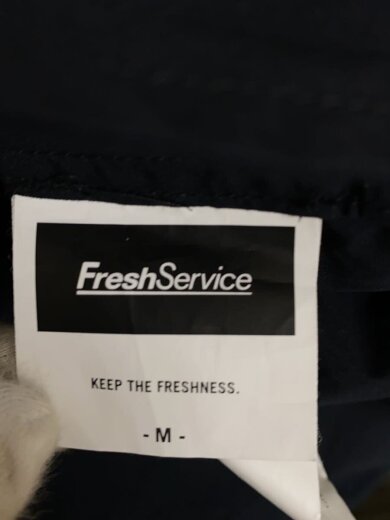 FreshService
KEEP THE FRESHNESS.
- M -